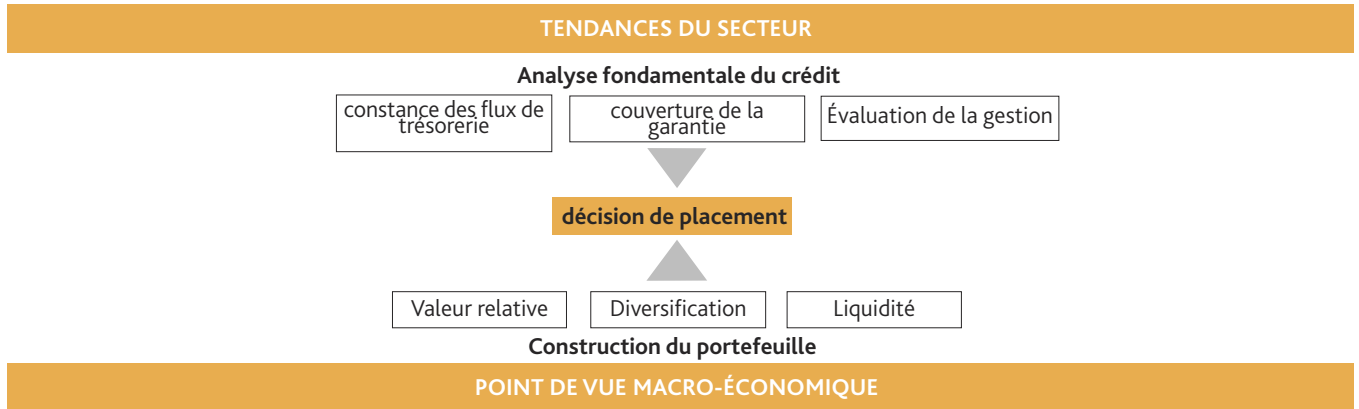 TENDANCES DU SECTEUR
Analyse fondamentale du crédit
constance des flux de
trésorerie
couverture de la
garantie
Évaluation de la gestion
décision de placement
Valeur relative
Diversification
Liquidité
Construction du portefeuille
POINT DE VUE MACRO-ÉCONOMIQUE